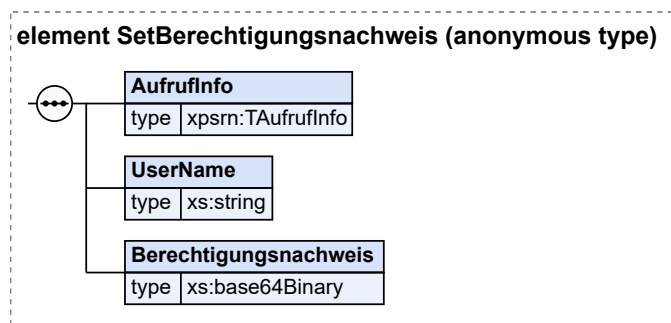 element SetBerechtigungsnachweis (anonymous type)
AufrufInfo
type xpsrn:TAufrufInfo
UserName
type xs:string
Berechtigungsnachweis
type xs:base64Binary